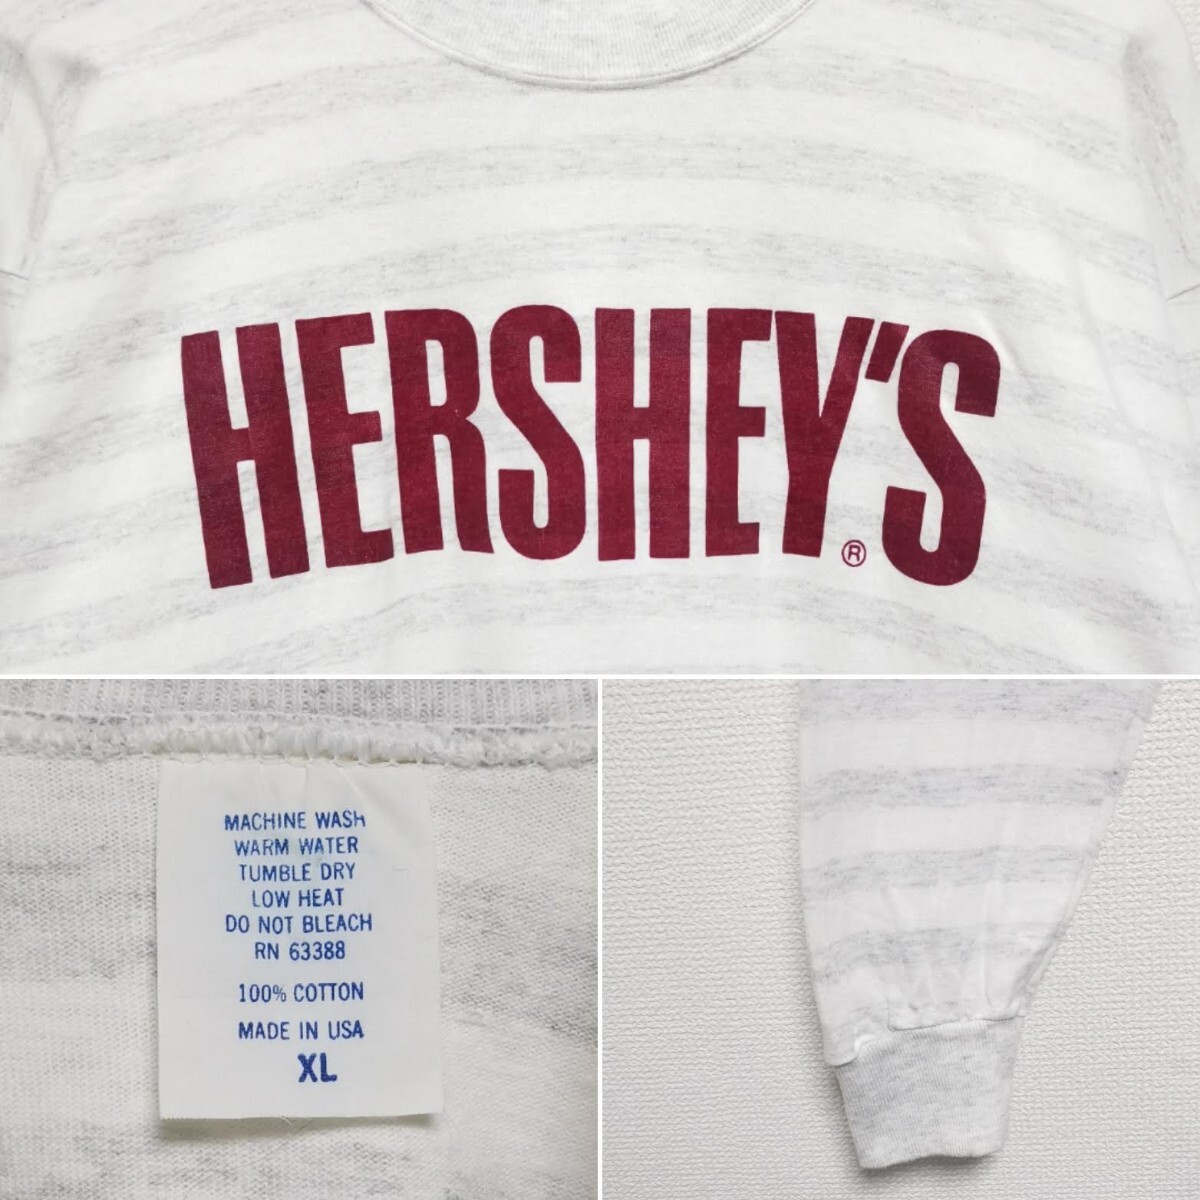 HERSHEY'S®
MACHINE WASH
WARM WATER
TUMBLE DRY
LOW HEAT
DO NOT BLEACH
RN 63388
100% COTTON
MADE IN USA
XL